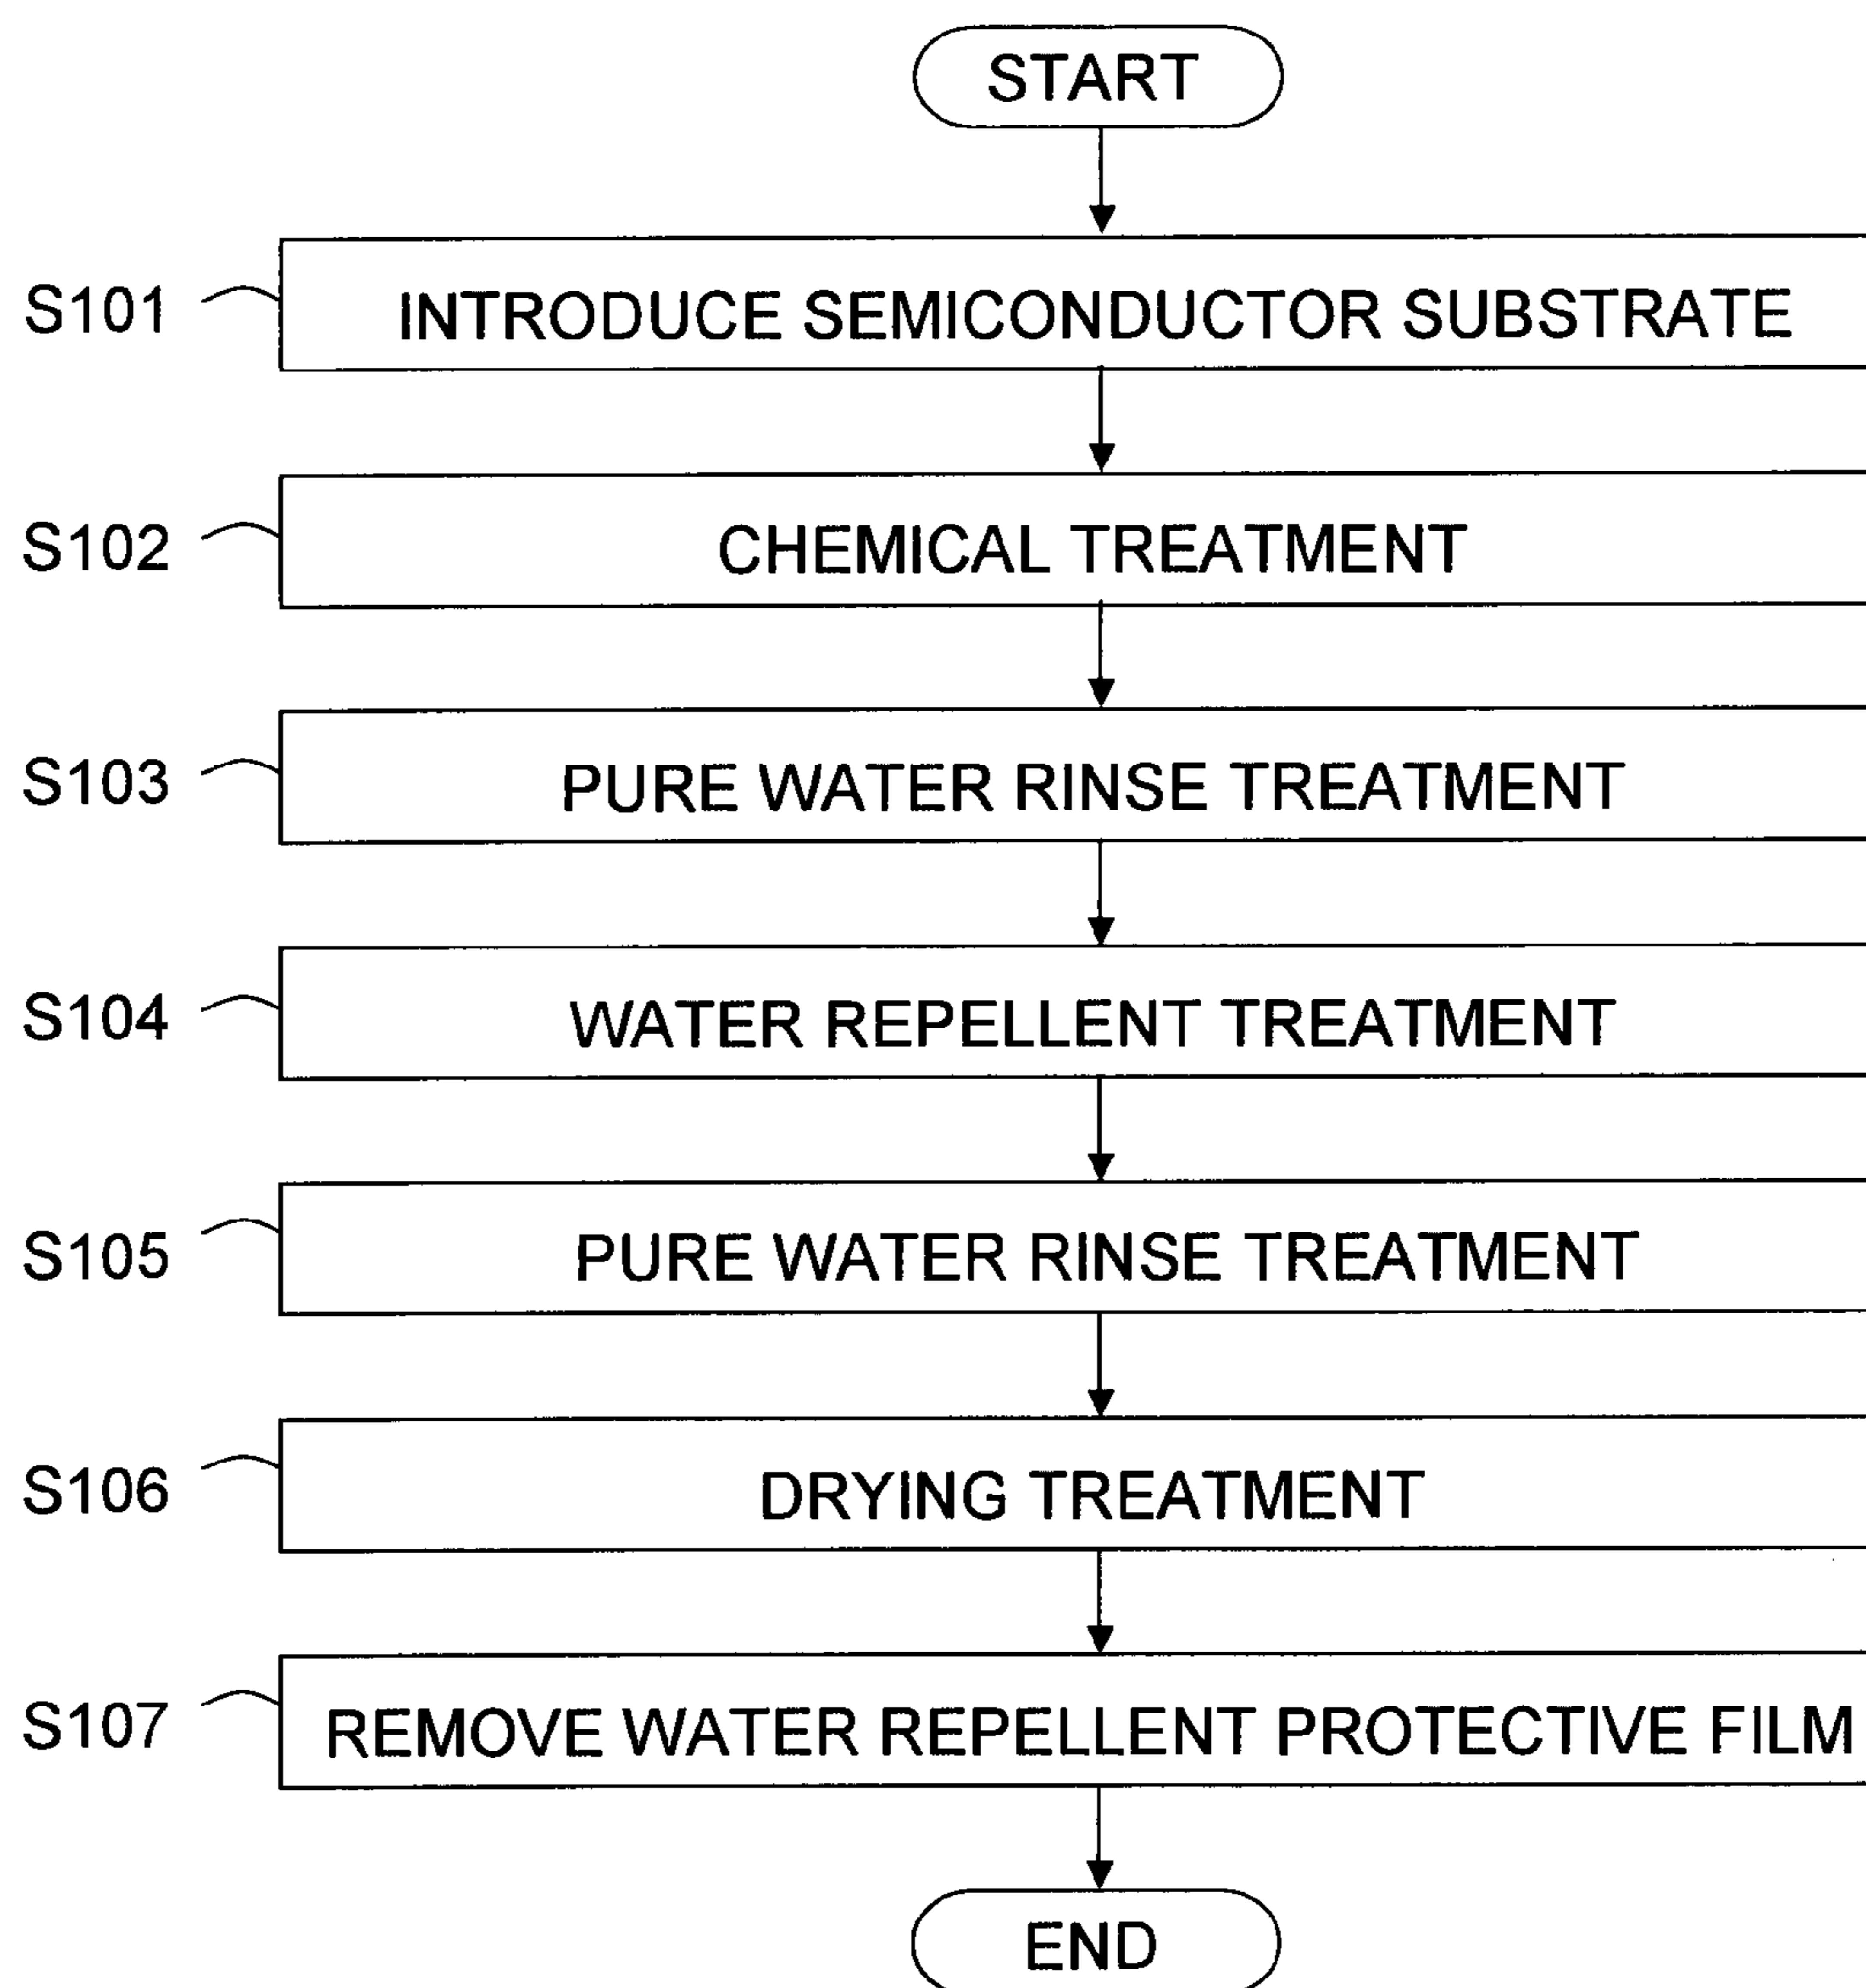 START
S101 INTRODUCE SEMICONDUCTOR SUBSTRATE
S102 CHEMICAL TREATMENT
S103 PURE WATER RINSE TREATMENT
S104 WATER REPELLENT TREATMENT
S105 PURE WATER RINSE TREATMENT
S106 DRYING TREATMENT
S107 REMOVE WATER REPELLENT PROTECTIVE FILM
END